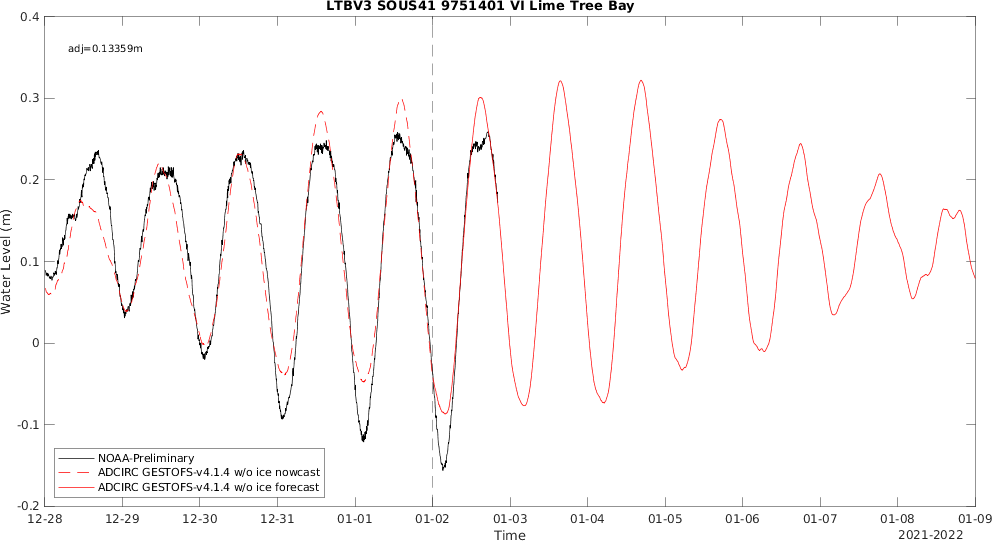 LTBV3 SOUS41 9751401 VI Lime Tree Bay
adj=0.13359m
0.4
0.3
0.2
0.1
0
-0.1
-0.2
Water Level (m)
NOAA-Preliminary
ADCIRC GESTOFS-v4.1.4 w/o ice nowcast
ADCIRC GESTOFS-v4.1.4 w/o ice forecast
12-28 12-29 12-30 12-31 01-01 01-02 01-03 01-04 01-05 01-06 01-07 01-08 01-09
Time
2021-2022